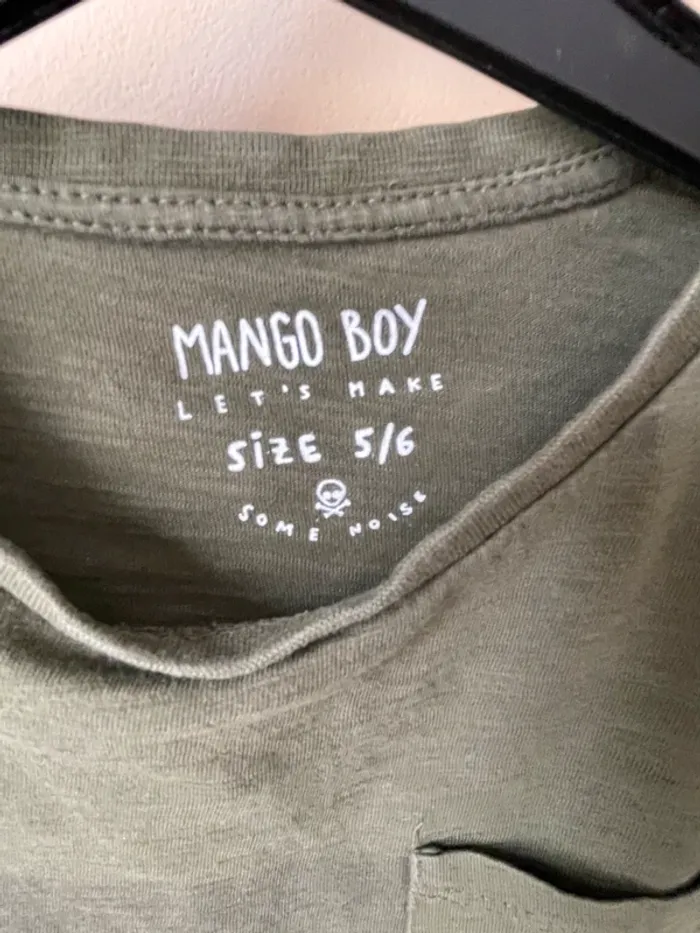 MANGO BOY
LET'S MAKE
SiZE 5/6
SOME NOISE